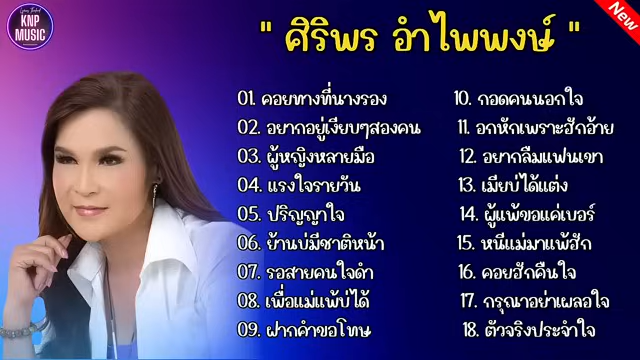 KNP
MUSIC
" ศิริพร อำไพพงษ์ "
New
01. คอยทางที่นางรอง
02. อยากอยู่เงียบๆสองคน
03. ผู้หญิงหลายมือ
04. แรงใจรายวัน
05. ปริญญาใจ
06. ย้านบ่มีชาติหน้า
07. รอสายคนใจดำ
08. เพื่อแม่แพ้บ่ได้
09. ฝากคำขอโทษ
10. กอดคนนอกใจ
11. อกหักเพราะฮักอ้าย
12. อยากลืมแฟนเขา
13. เมียบ่ได้แต่ง
14. ผู้แพ้ขอแค่เบอร์
15. หนีแม่มาแพ้ฮัก
16. คอยฮักคืนใจ
17. กรุณาอย่าเผลอใจ
18. ตัวจริงประจำใจ